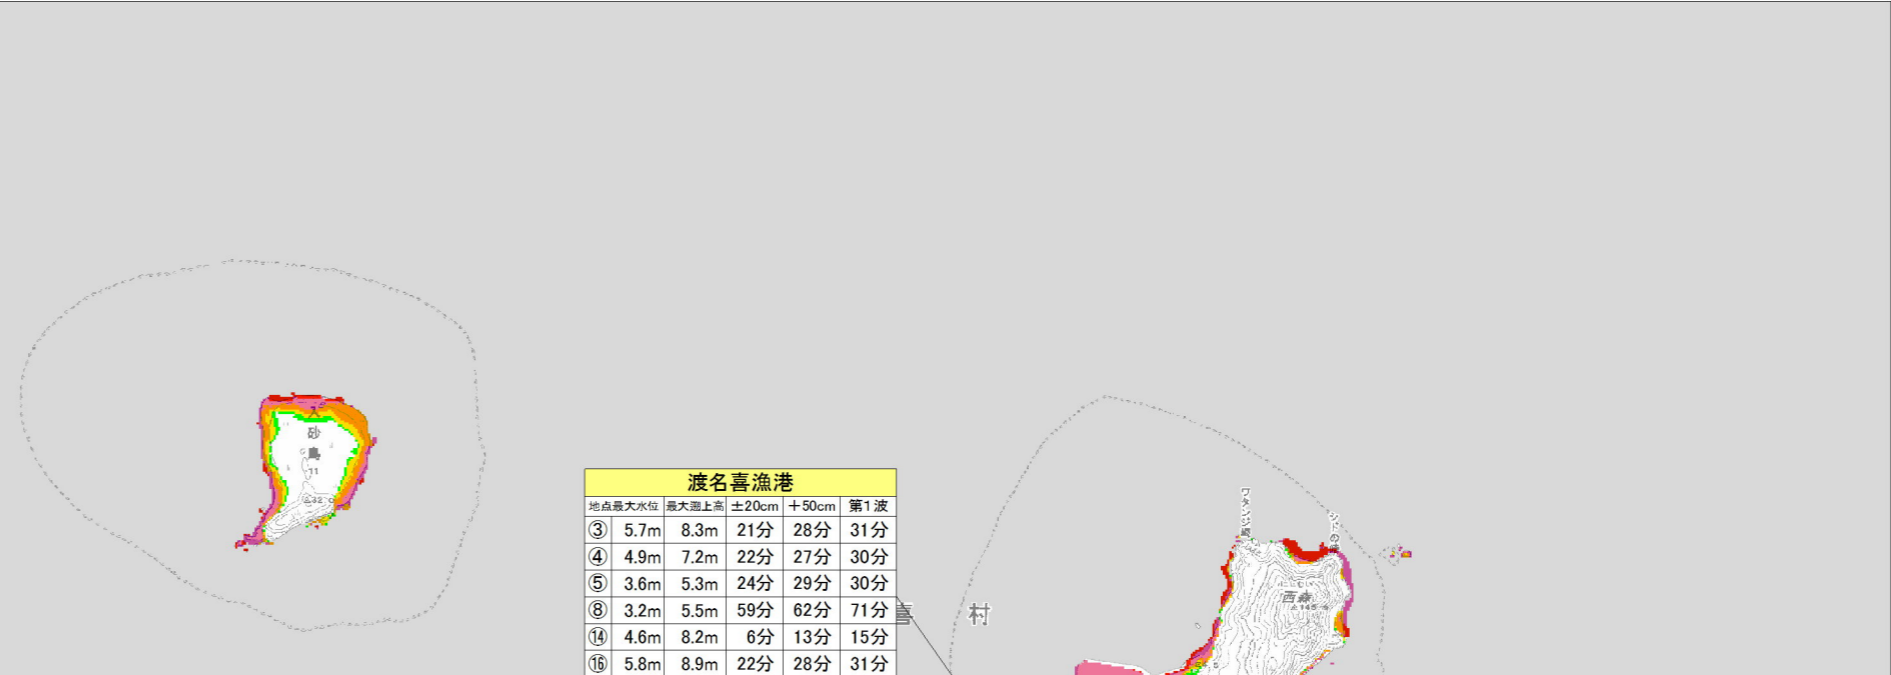 入
砂
島
11
渡名喜漁港
地点 最大水位 最大遡上高 ±20cm +50cm 第1波
③ 5.7m 8.3m 21分 28分 31分
④ 4.9m 7.2m 22分 27分 30分
⑤ 3.6m 5.3m 24分 29分 30分
⑧ 3.2m 5.5m 59分 62分 71分
⑭ 4.6m 8.2m 6分 13分 15分
⑯ 5.8m 8.9m 22分 28分 31分
喜 村
西森